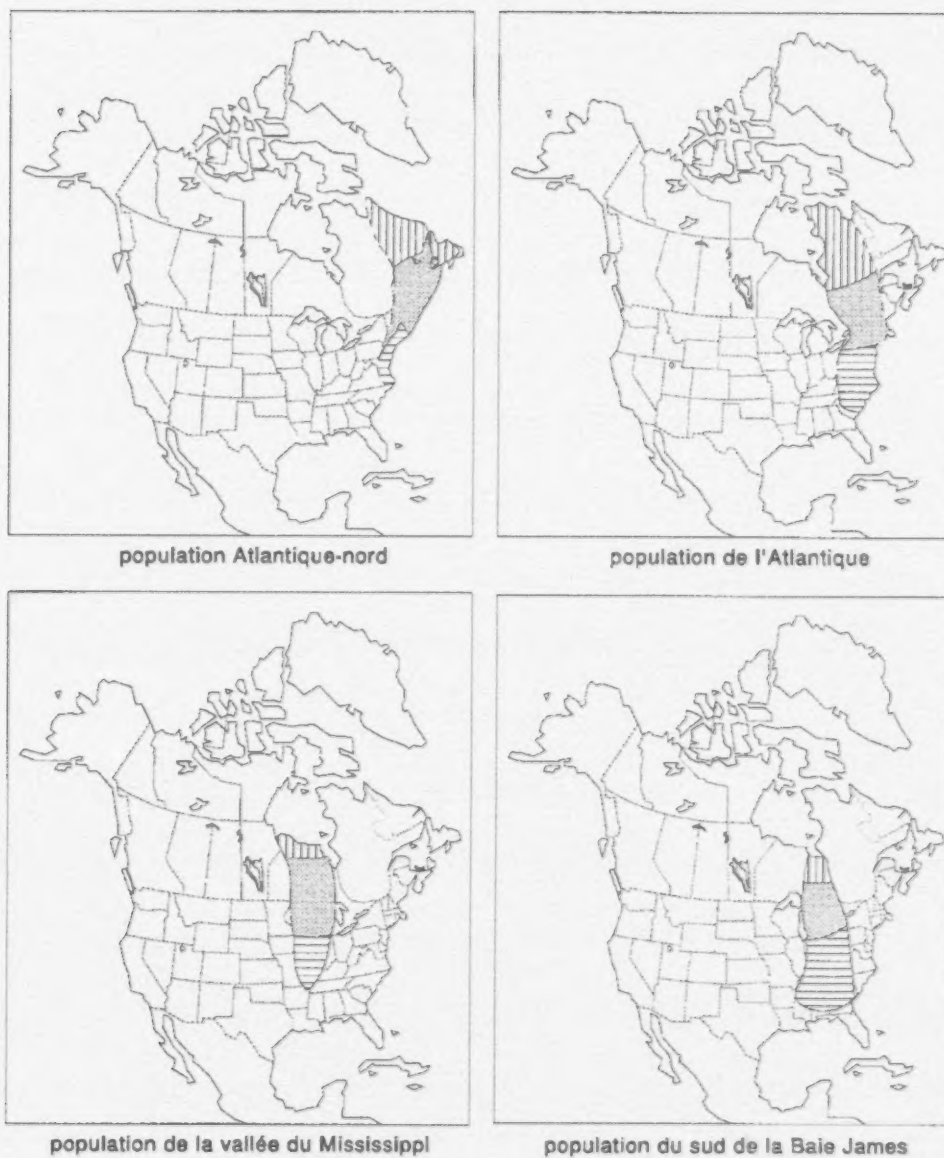 population Atlantique-nord
population de l'Atlantique
population de la vallée du Mississippi
population du sud de la Baie James